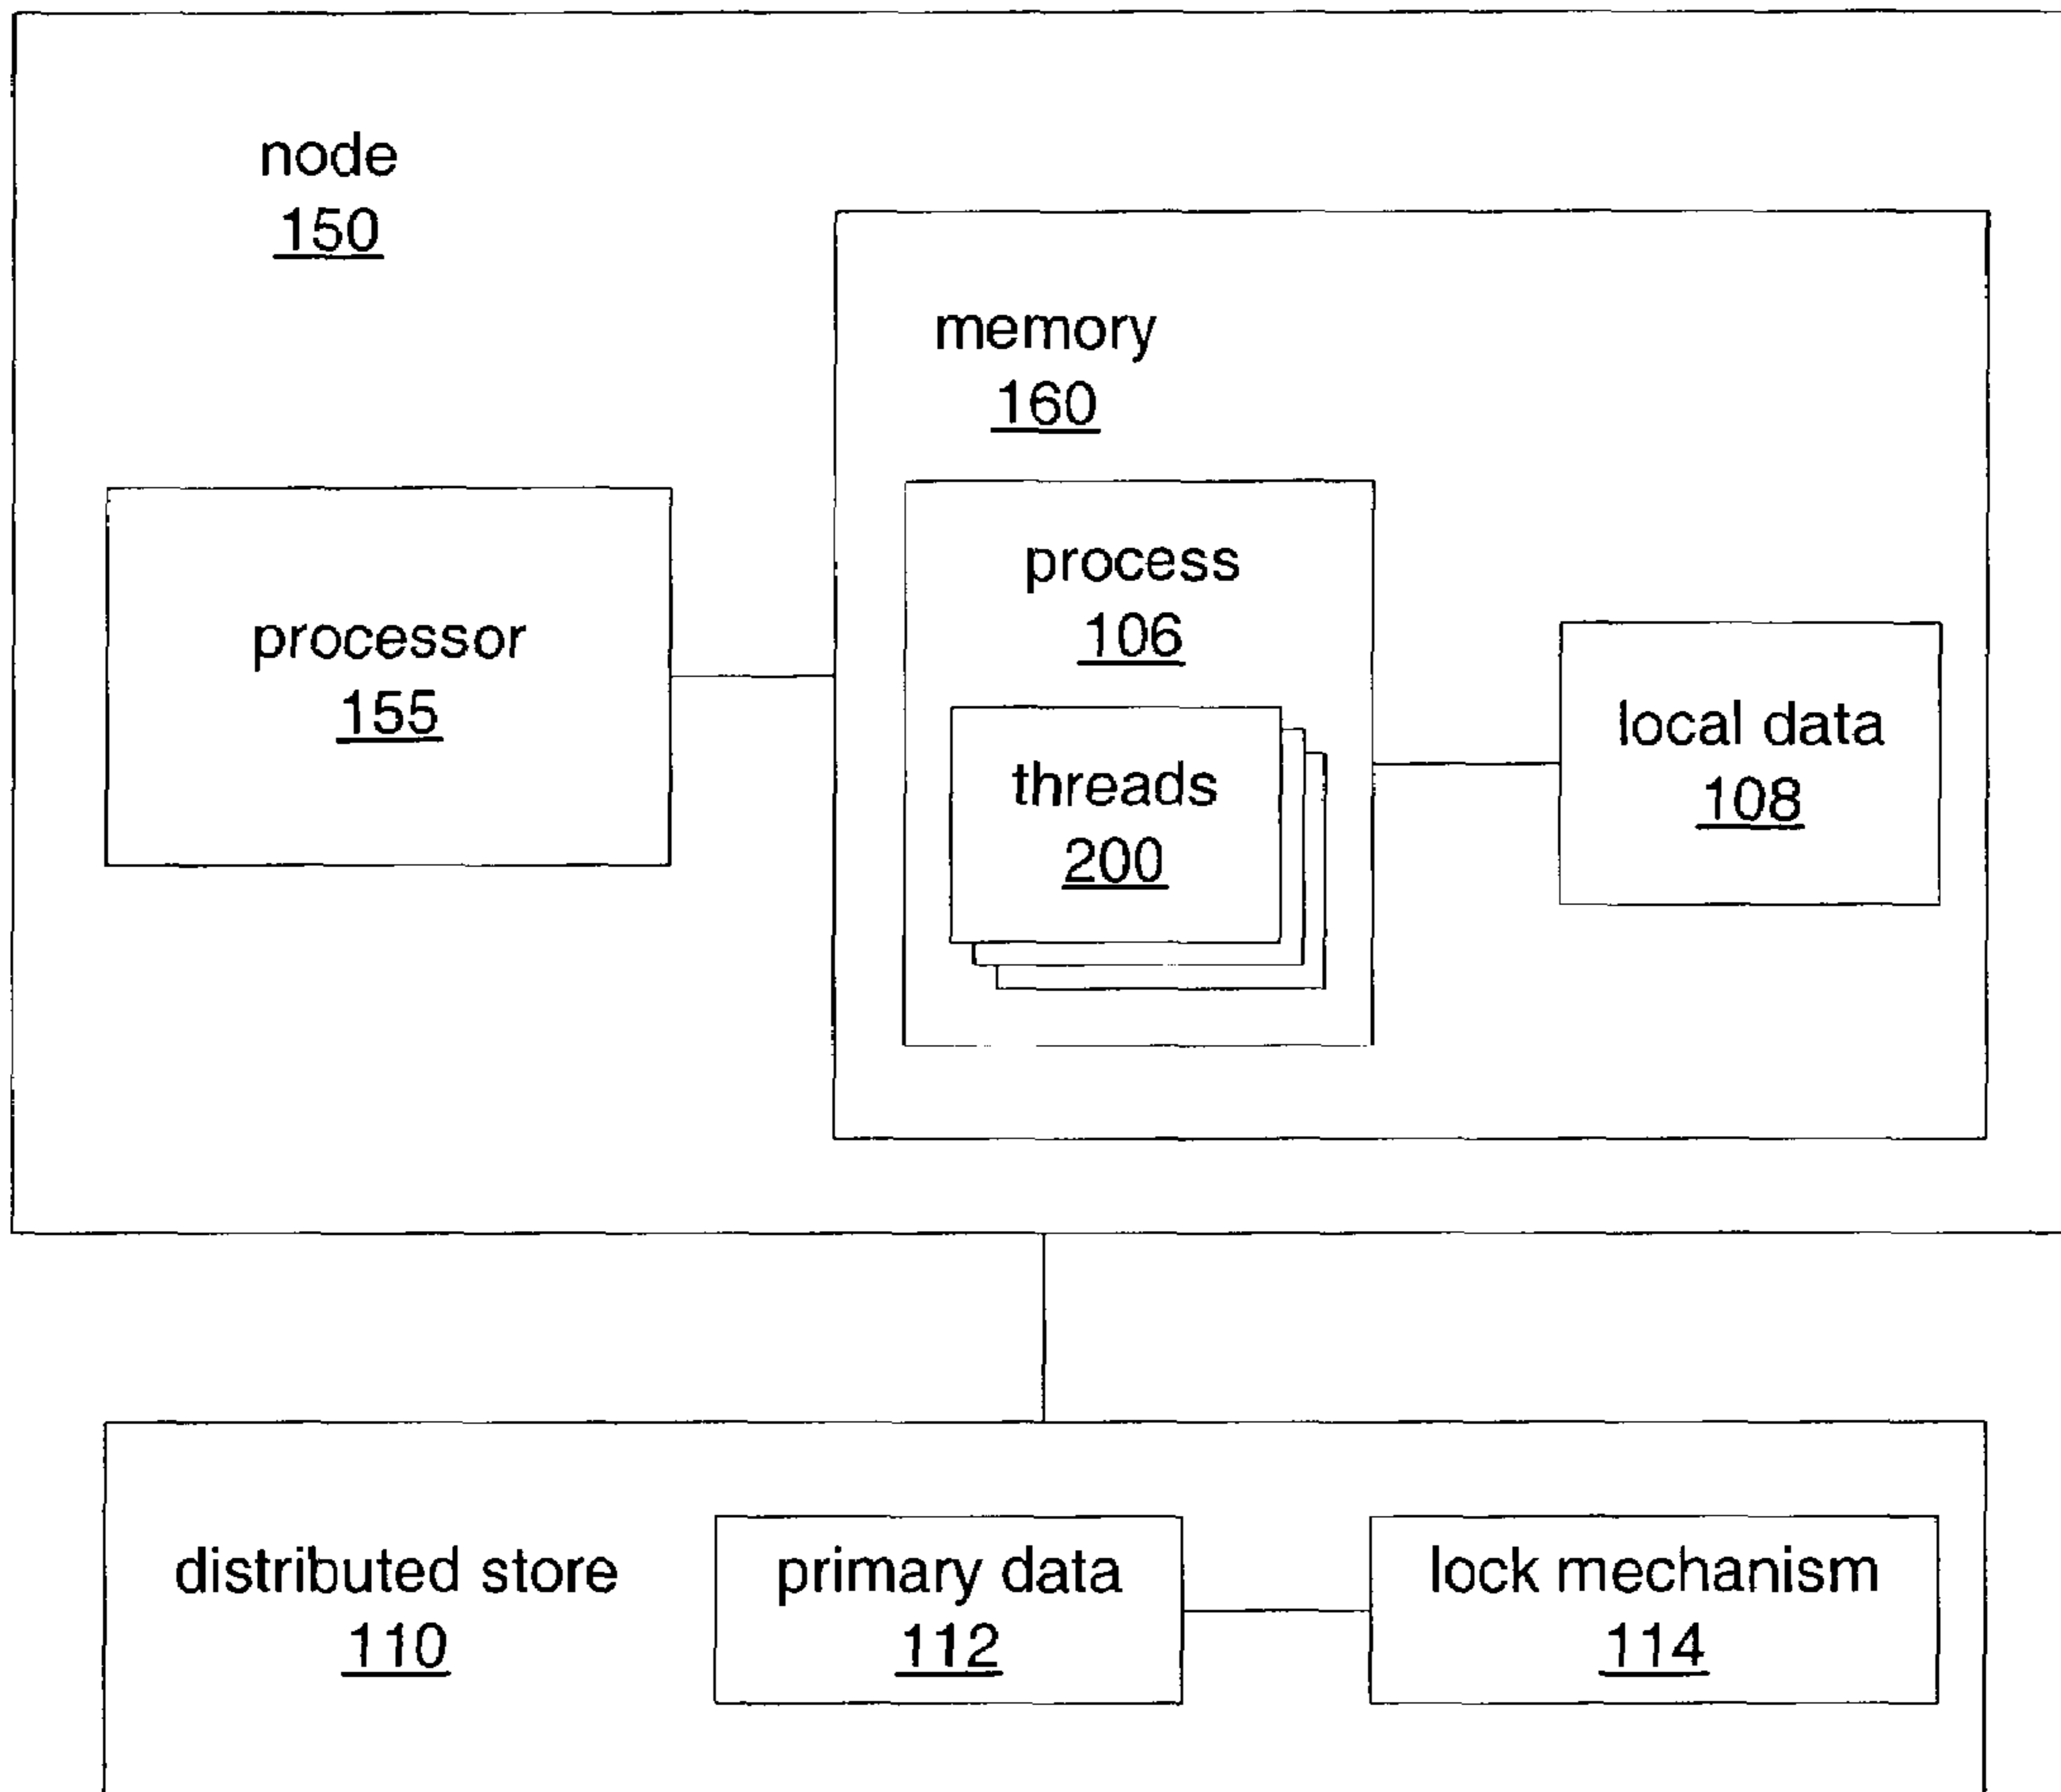 node
150
memory
160
process
106
processor
155
threads
200
local data
108
distributed store
110
primary data
112
lock mechanism
114